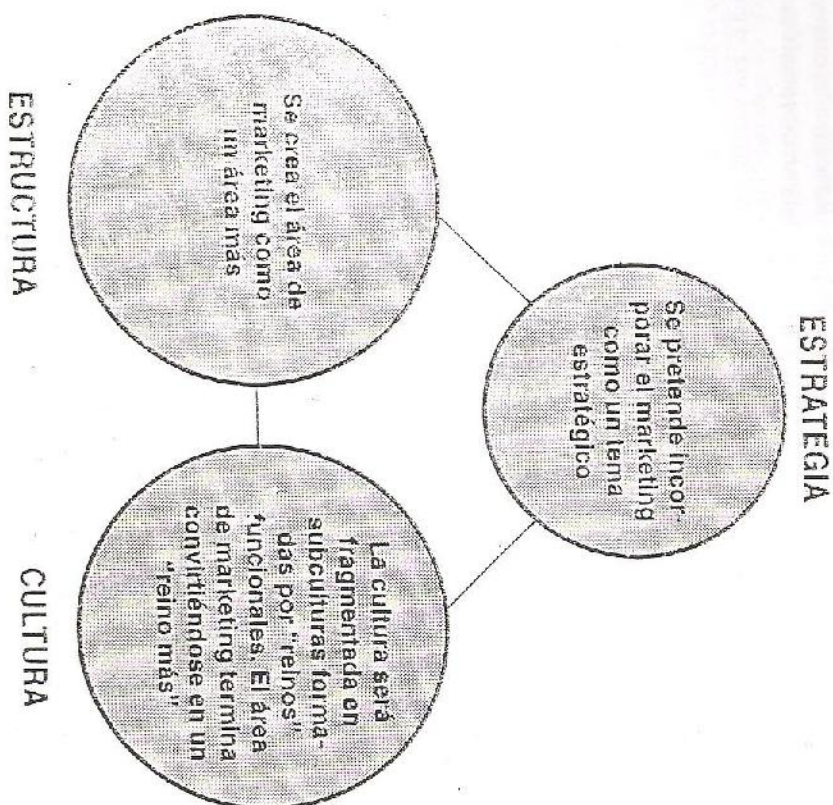 ESTRATEGIA
Se pretende incor-
porar el marketing
como un tema
estratégico
Se crea el área de
marketing como
un área más
La cultura será
fragmentada en
subculturas forma-
das por "reinos"
funcionales. El área
de marketing termina
convirtiéndose en un
"reino más"
ESTRUCTURA
CULTURA